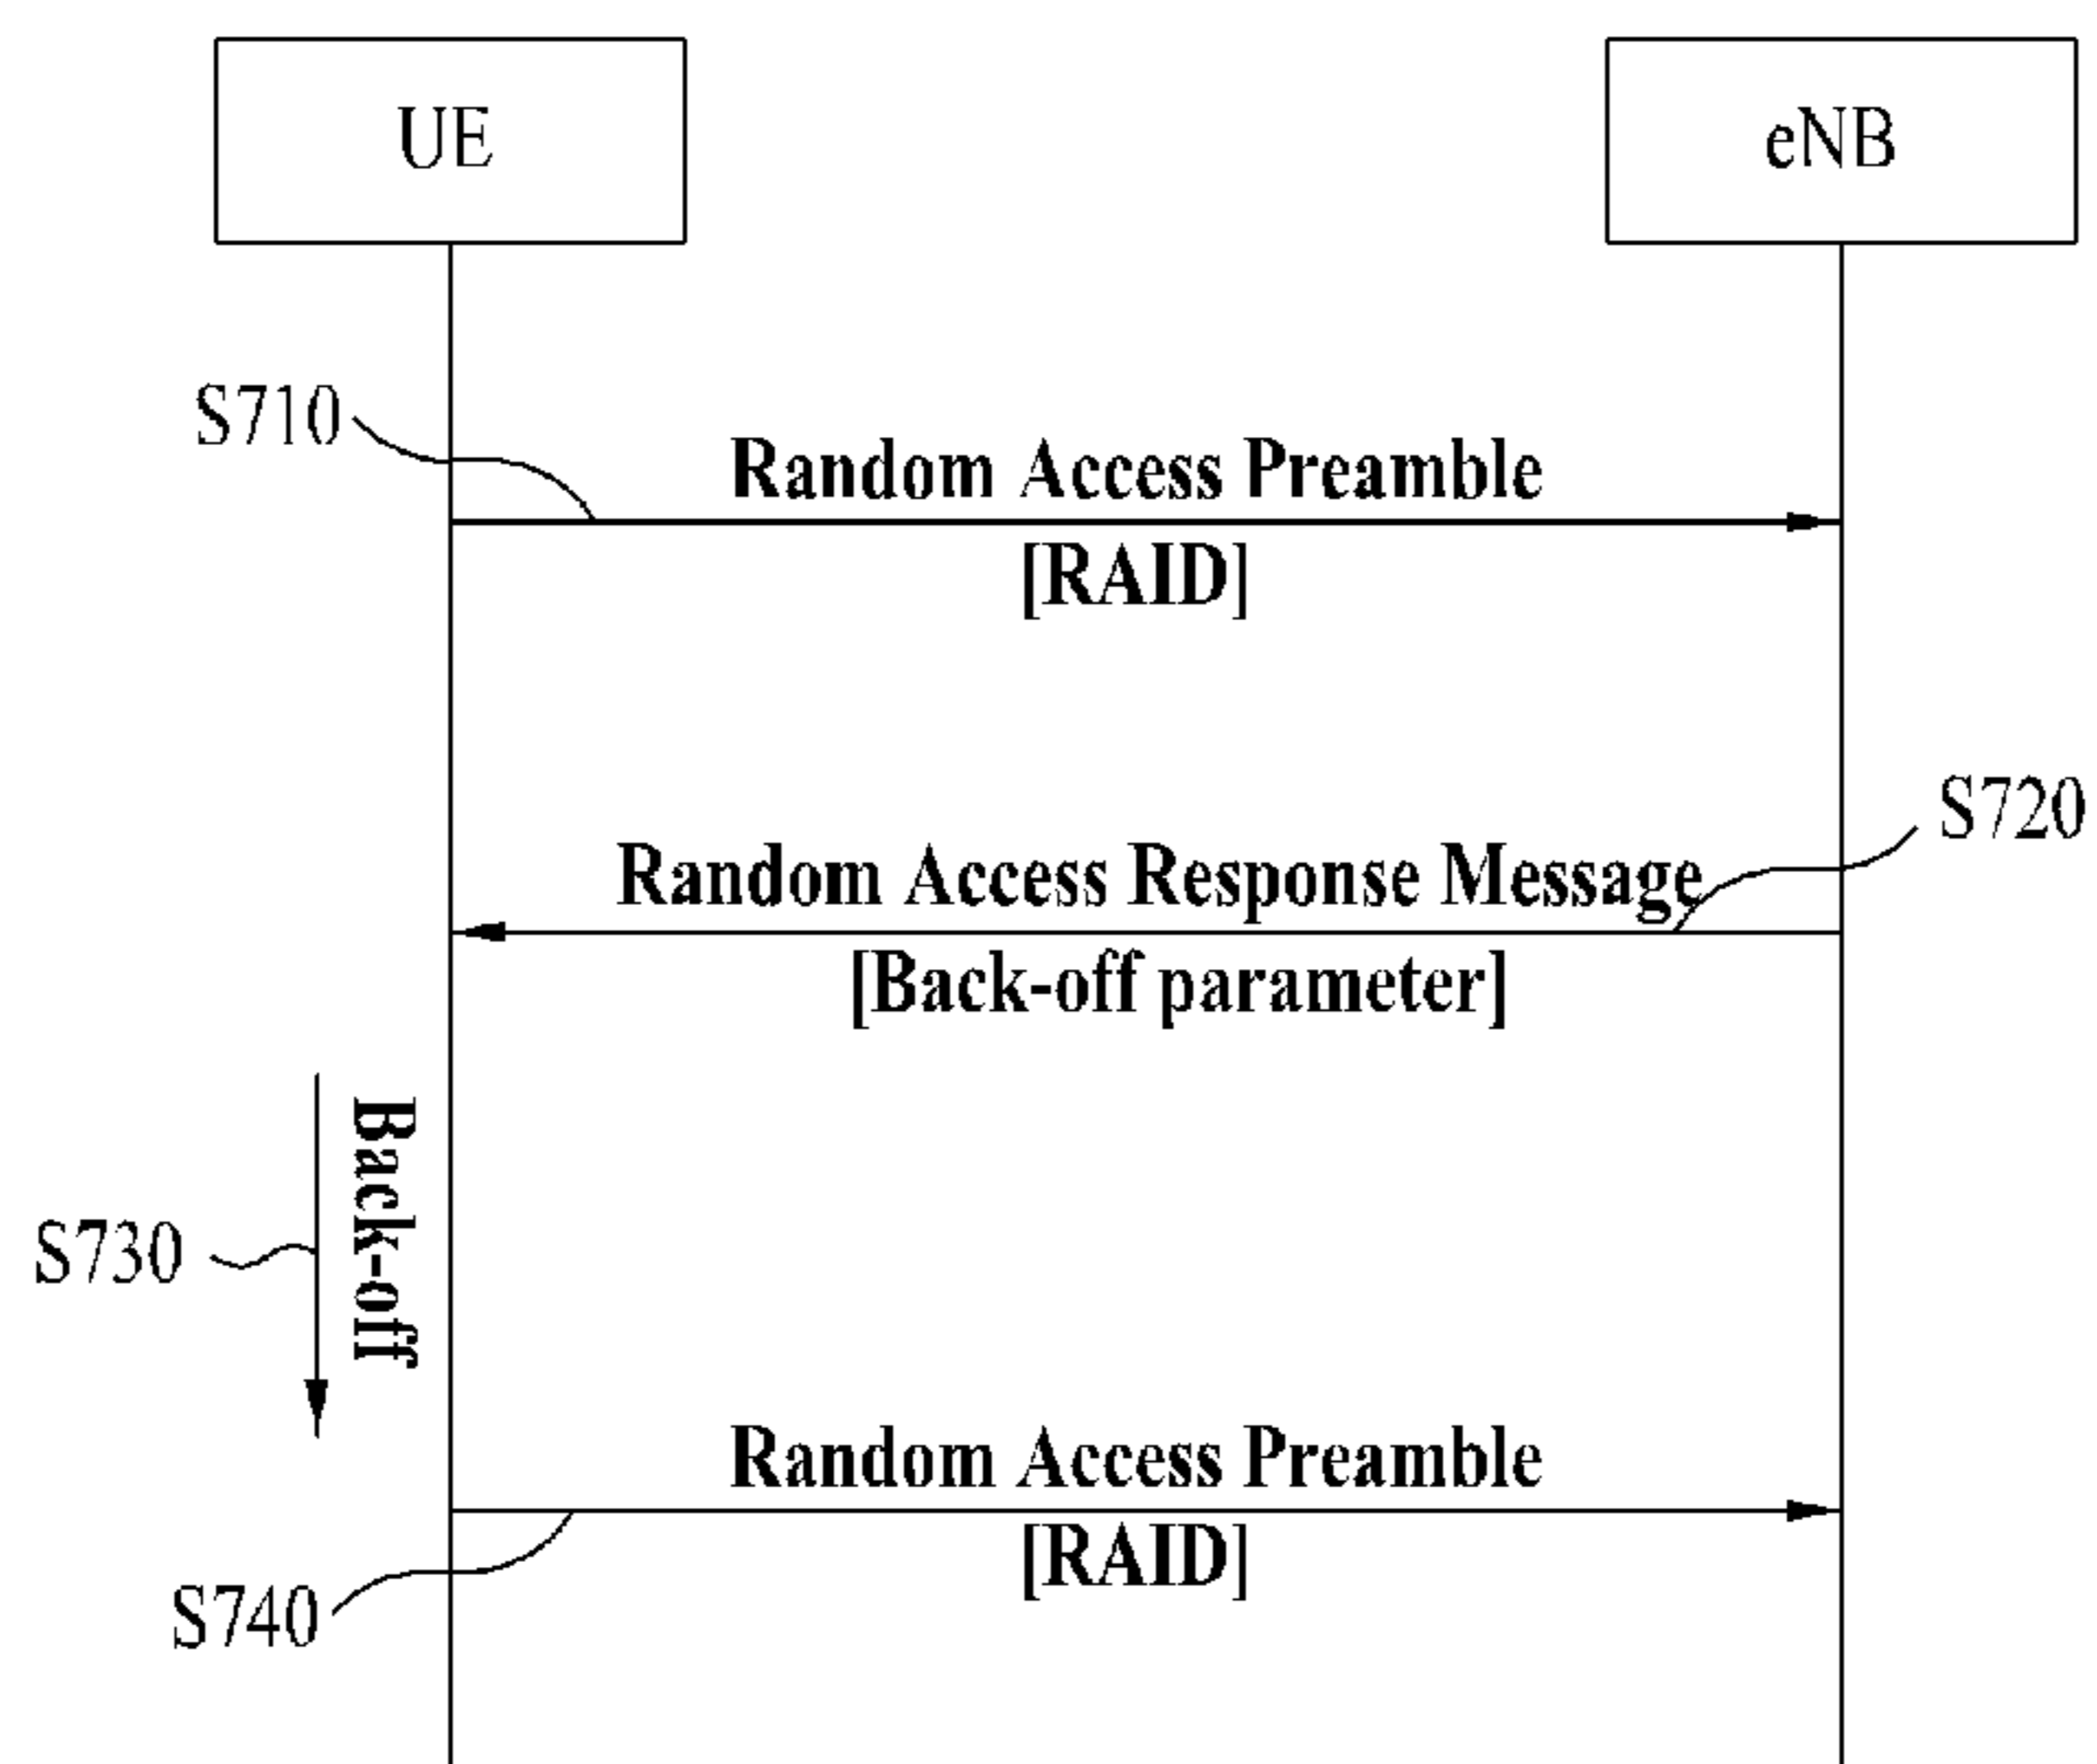 UE
eNB
S710
Random Access Preamble
[RAID]
S720
Random Access Response Message
[Back-off parameter]
Back-off
S730
Random Access Preamble
[RAID]
S740